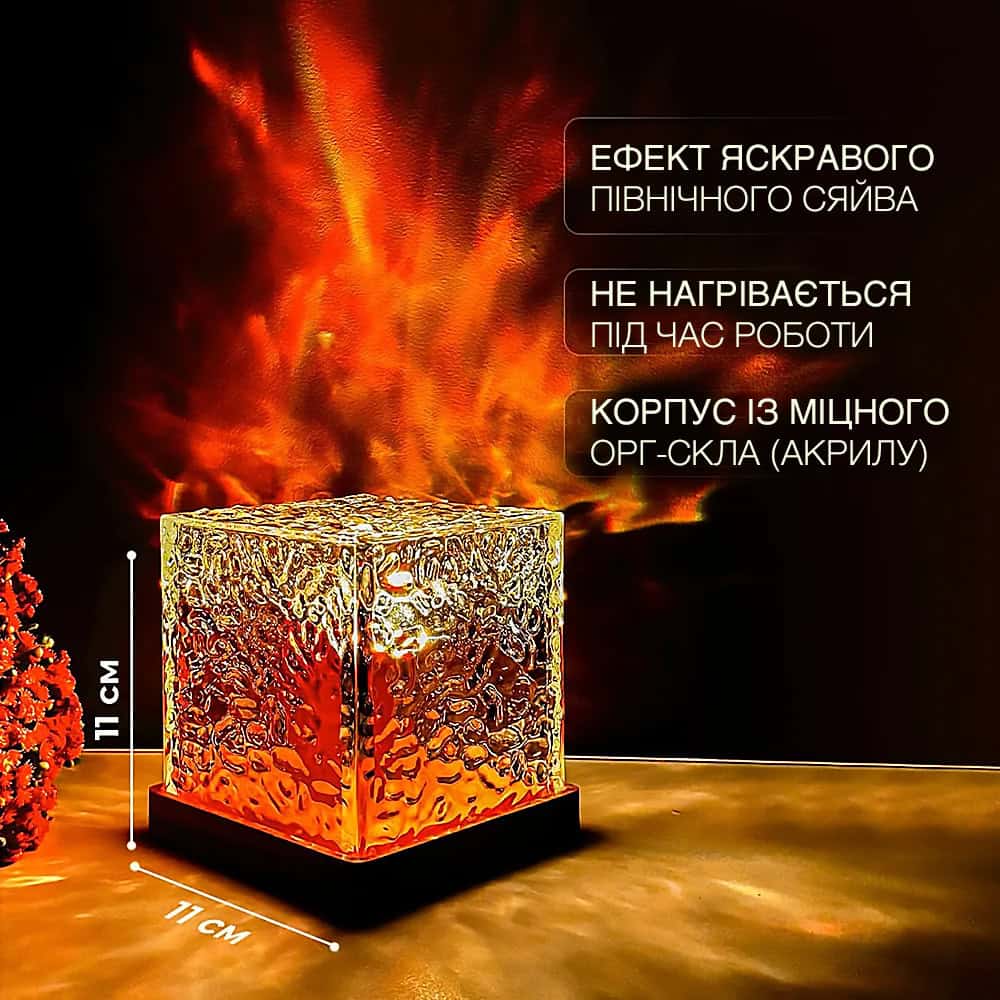 ЕФЕКТ ЯСКРАВОГО
ПІВНІЧНОГО СЯЙВА
НЕ НАГРІВАЄТЬСЯ
ПІД ЧАС РОБОТИ
КОРПУС ІЗ МІЦНОГО
ОРГ-СКЛА (АКРИЛУ)
11 СМ
11 СМ